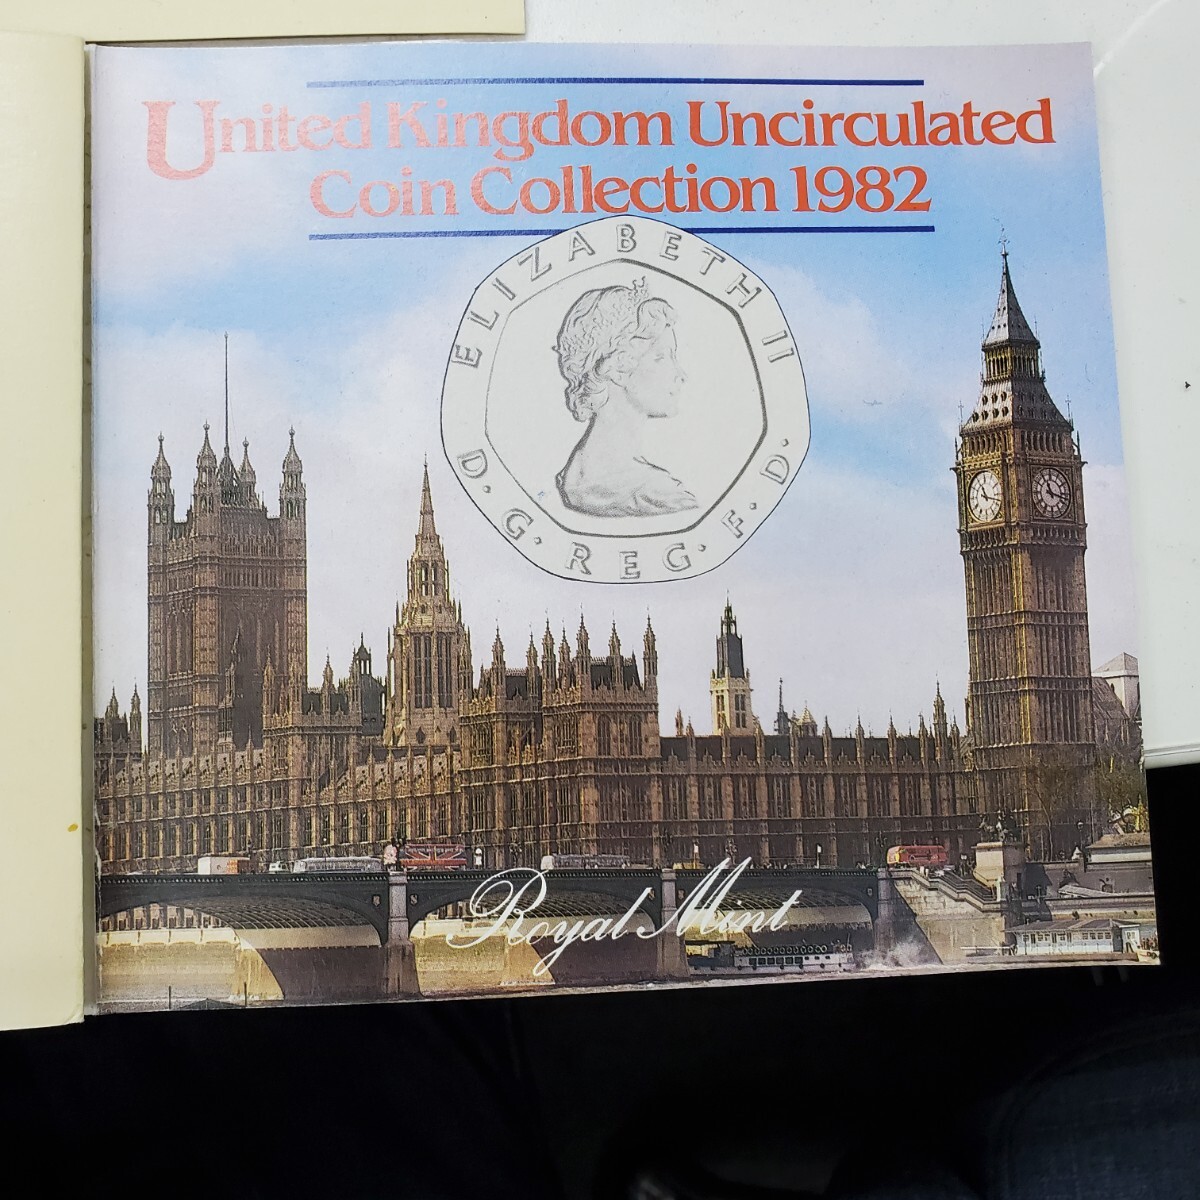 United Kingdom Uncirculated
Coin Collection 1982
ELIZABETH II
D.G.REG.F.D.
Royal Mint